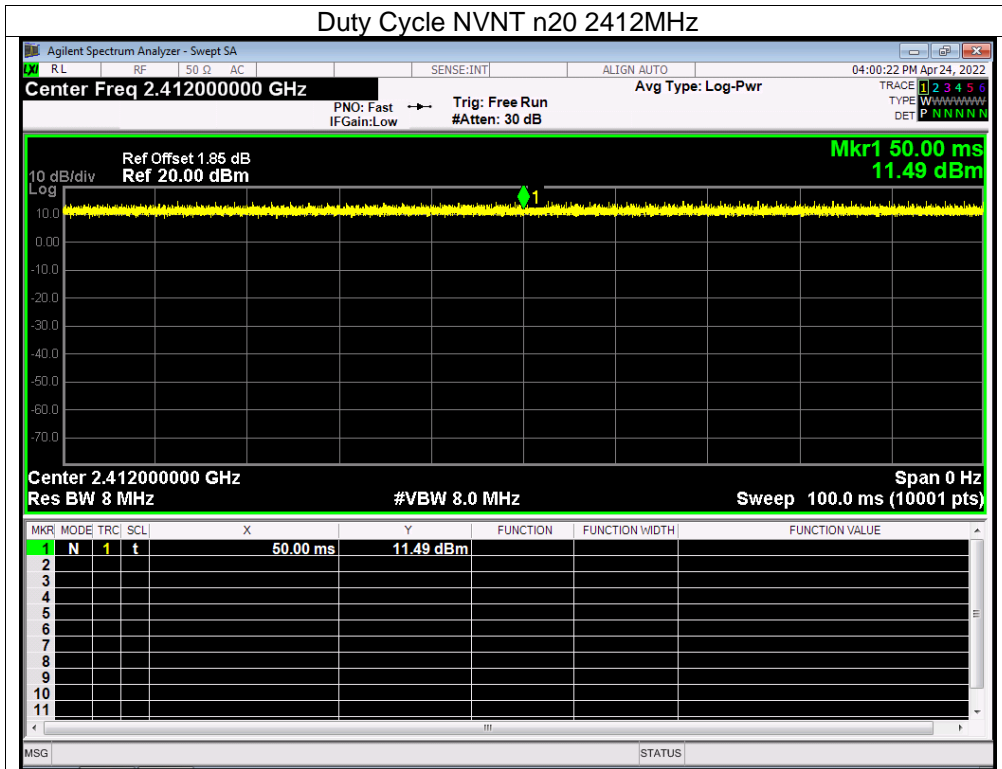 Duty Cycle NVNT n20 2412MHz
Agilent Spectrum Analyzer - Swept SA
LXI RL RF 50 Ω AC SENSE:INT ALIGN AUTO 04:00:22 PM Apr 24, 2022
Center Freq 2.412000000 GHz Avg Type: Log-Pwr TRACE 1 2 3 4 5 6
PNO: Fast Trig: Free Run TYPE WWWWWW
IFGain:Low #Atten: 30 dB DET P N N N N N
Mkr1 50.00 ms
11.49 dBm
Ref Offset 1.85 dB
10 dB/div Ref 20.00 dBm
Log
1
10.0
0.00
-10.0
-20.0
-30.0
-40.0
-50.0
-60.0
-70.0
Center 2.412000000 GHz Span 0 Hz
Res BW 8 MHz #VBW 8.0 MHz Sweep 100.0 ms (10001 pts)
MKR MODE TRC SCL X Y FUNCTION FUNCTION WIDTH FUNCTION VALUE
1 N 1 t 50.00 ms 11.49 dBm
2
3
4
5
6
7
8
9
10
11
MSG STATUS